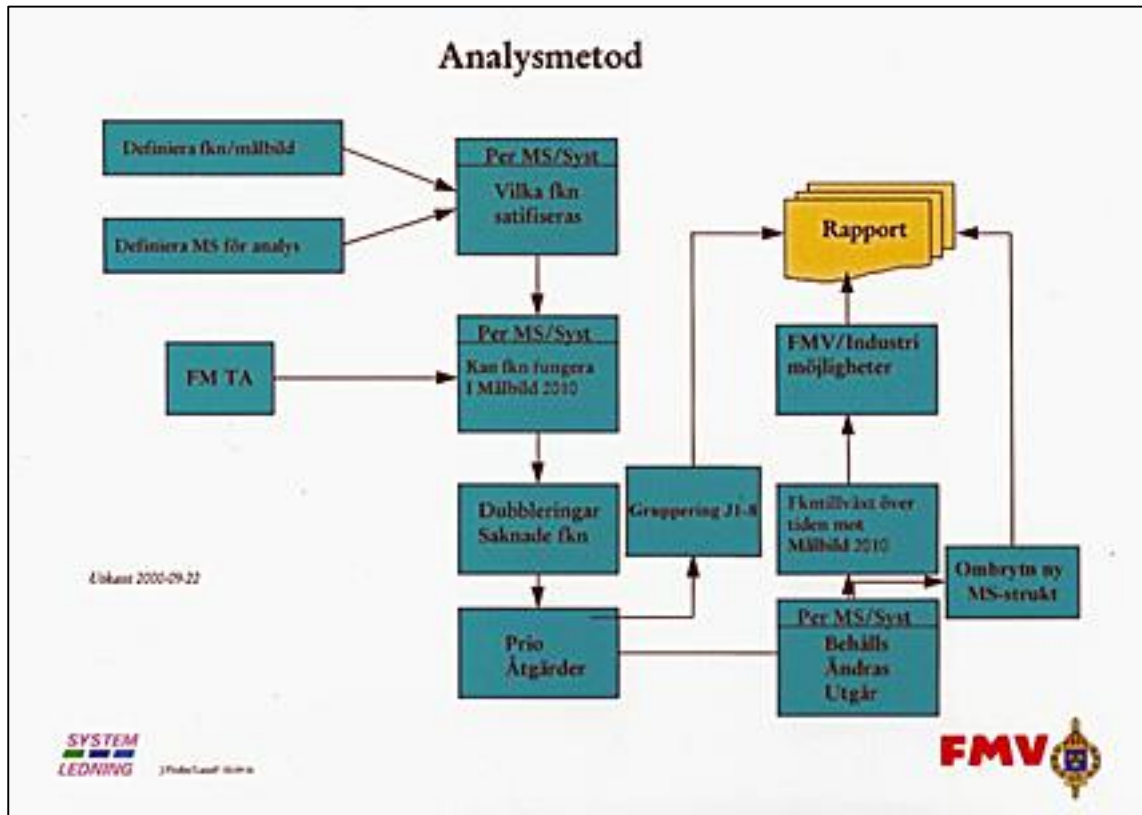 Analysmetod
Definiera fkn/målbild
Definiera MS för analys
FM TA
Per MS/Syst
Vilka fkn
satifiseras
Per MS/Syst
Kan fkn fungera
I Målbild 2010
Dubbleringar
Saknade fkn
Prio
Åtgärder
Gruppering J1-8
Rapport
FMV/Industri
möjligheter
Fkntillväxt över
tiden mot
Målbild 2010
Per MS/Syst
Behålls
Ändras
Utgår
Ombrytn ny
MS-strukt
Utkast 2000-09-22
SYSTEM
LEDNING
FMV